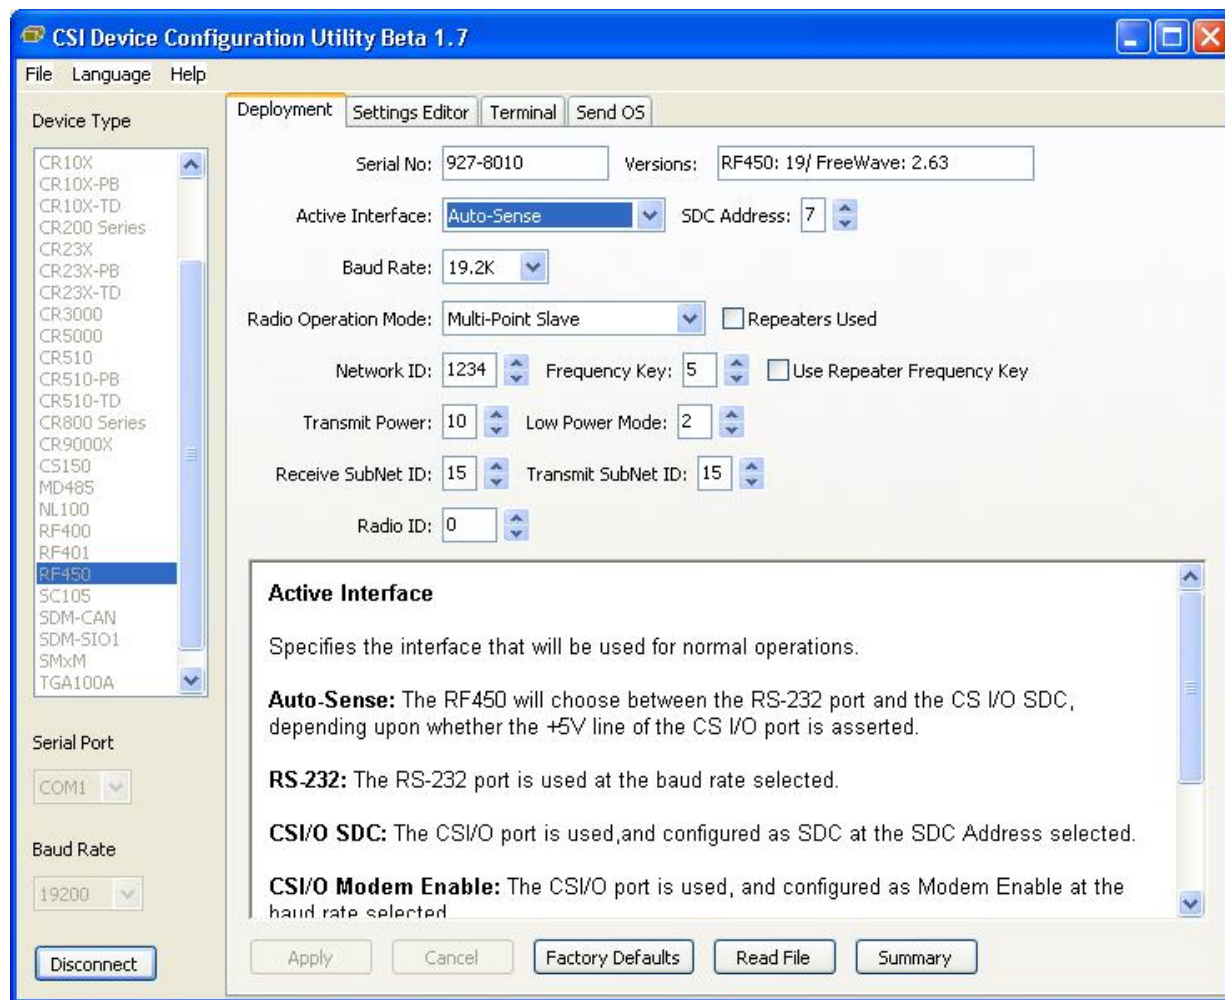 CSI Device Configuration Utility Beta 1.7
File Language Help
Device Type
CR10X
CR10X-PB
CR10X-TD
CR200 Series
CR23X
CR23X-PB
CR23X-TD
CR3000
CR5000
CR510
CR510-PB
CR510-TD
CR800 Series
CR9000X
CS150
MD485
NL100
RF400
RF401
RF450
SC105
SDM-CAN
SDM-SIO1
SMxM
TGA100A
Serial Port
COM1
Baud Rate
19200
Disconnect
Deployment Settings Editor Terminal Send OS
Serial No: 927-8010 Versions: RF450: 19/ FreeWave: 2.63
Active Interface: Auto-Sense SDC Address: 7
Baud Rate: 19.2K
Radio Operation Mode: Multi-Point Slave Repeaters Used
Network ID: 1234 Frequency Key: 5 Use Repeater Frequency Key
Transmit Power: 10 Low Power Mode: 2
Receive SubNet ID: 15 Transmit SubNet ID: 15
Radio ID: 0
Active Interface
Specifies the interface that will be used for normal operations.
Auto-Sense: The RF450 will choose between the RS-232 port and the CS I/O SDC,
depending upon whether the +5V line of the CS I/O port is asserted.
RS-232: The RS-232 port is used at the baud rate selected.
CSI/O SDC: The CSI/O port is used,and configured as SDC at the SDC Address selected.
CSI/O Modem Enable: The CSI/O port is used, and configured as Modem Enable at the
baud rate selected
Apply Cancel Factory Defaults Read File Summary